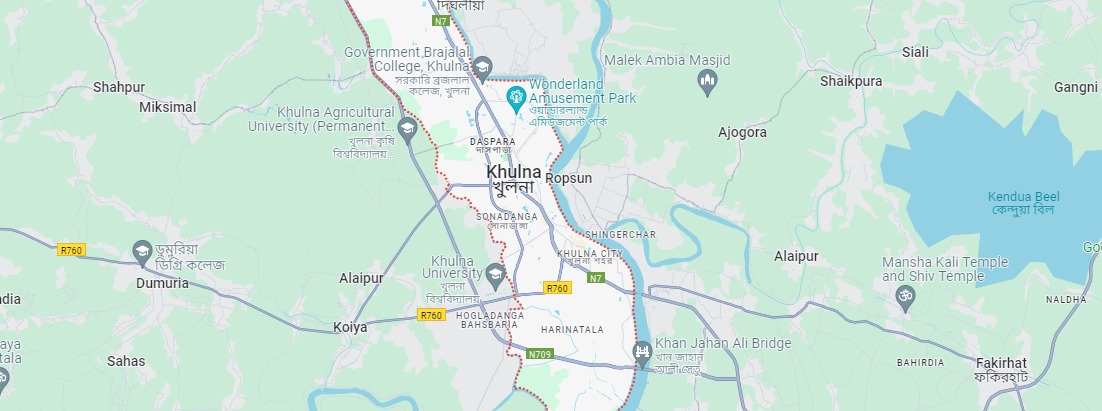 দিঘলীয়া
N7
Government Brajalal
College, Khulna
সরকারি ব্রজলাল
কলেজ, খুলনা
Malek Ambia Masjid
Siali
Shaikpura
Gangni
Shahpur
Miksimal
Wonderland
Amusement Park
ওয়ান্ডারল্যান্ড
এমিউজমেন্ট পার্ক
Khulna Agricultural
University (Permanent...
খুলনা কৃষি
বিশ্ববিদ্যালয়...
Ajogora
DASPARA
দাসপাড়া
Khulna
খুলনা
Ropsun
Kendua Beel
কেন্দুয়া বিল
SONADANGA
সোনাডাঙ্গা
SHINGERCHAR
KHULNA CITY
খুলনা শহর
R760
ডুমুরিয়া
ডিগ্রি কলেজ
Dumuria
Alaipur
Khulna
University
খুলনা
বিশ্ববিদ্যালয়
N7
R760
Alaipur
Mansha Kali Temple
and Shiv Temple
Go
ndia
NALDHA
Koiya
R760
HOGLADANGA
BAHSBARIA
HARINATALA
N709
Khan Jahan Ali Bridge
খান জাহান
আলী সেতু
aya
tala
Sahas
BAHIRDIA
Fakirhat
ফকিরহাট